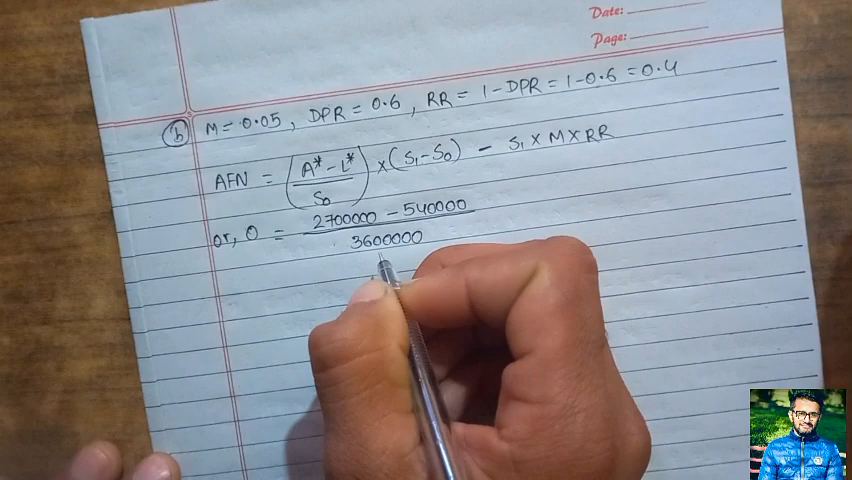 Date:
Page:
(b) M = 0.05, DPR = 0.6, RR = 1 - DPR = 1 - 0.6 = 0.4
AFN = (A* - L* / S₀) × (S₁ - S₀) - S₁ × M × RR
or, 0 = 2700000 - 540000
3600000